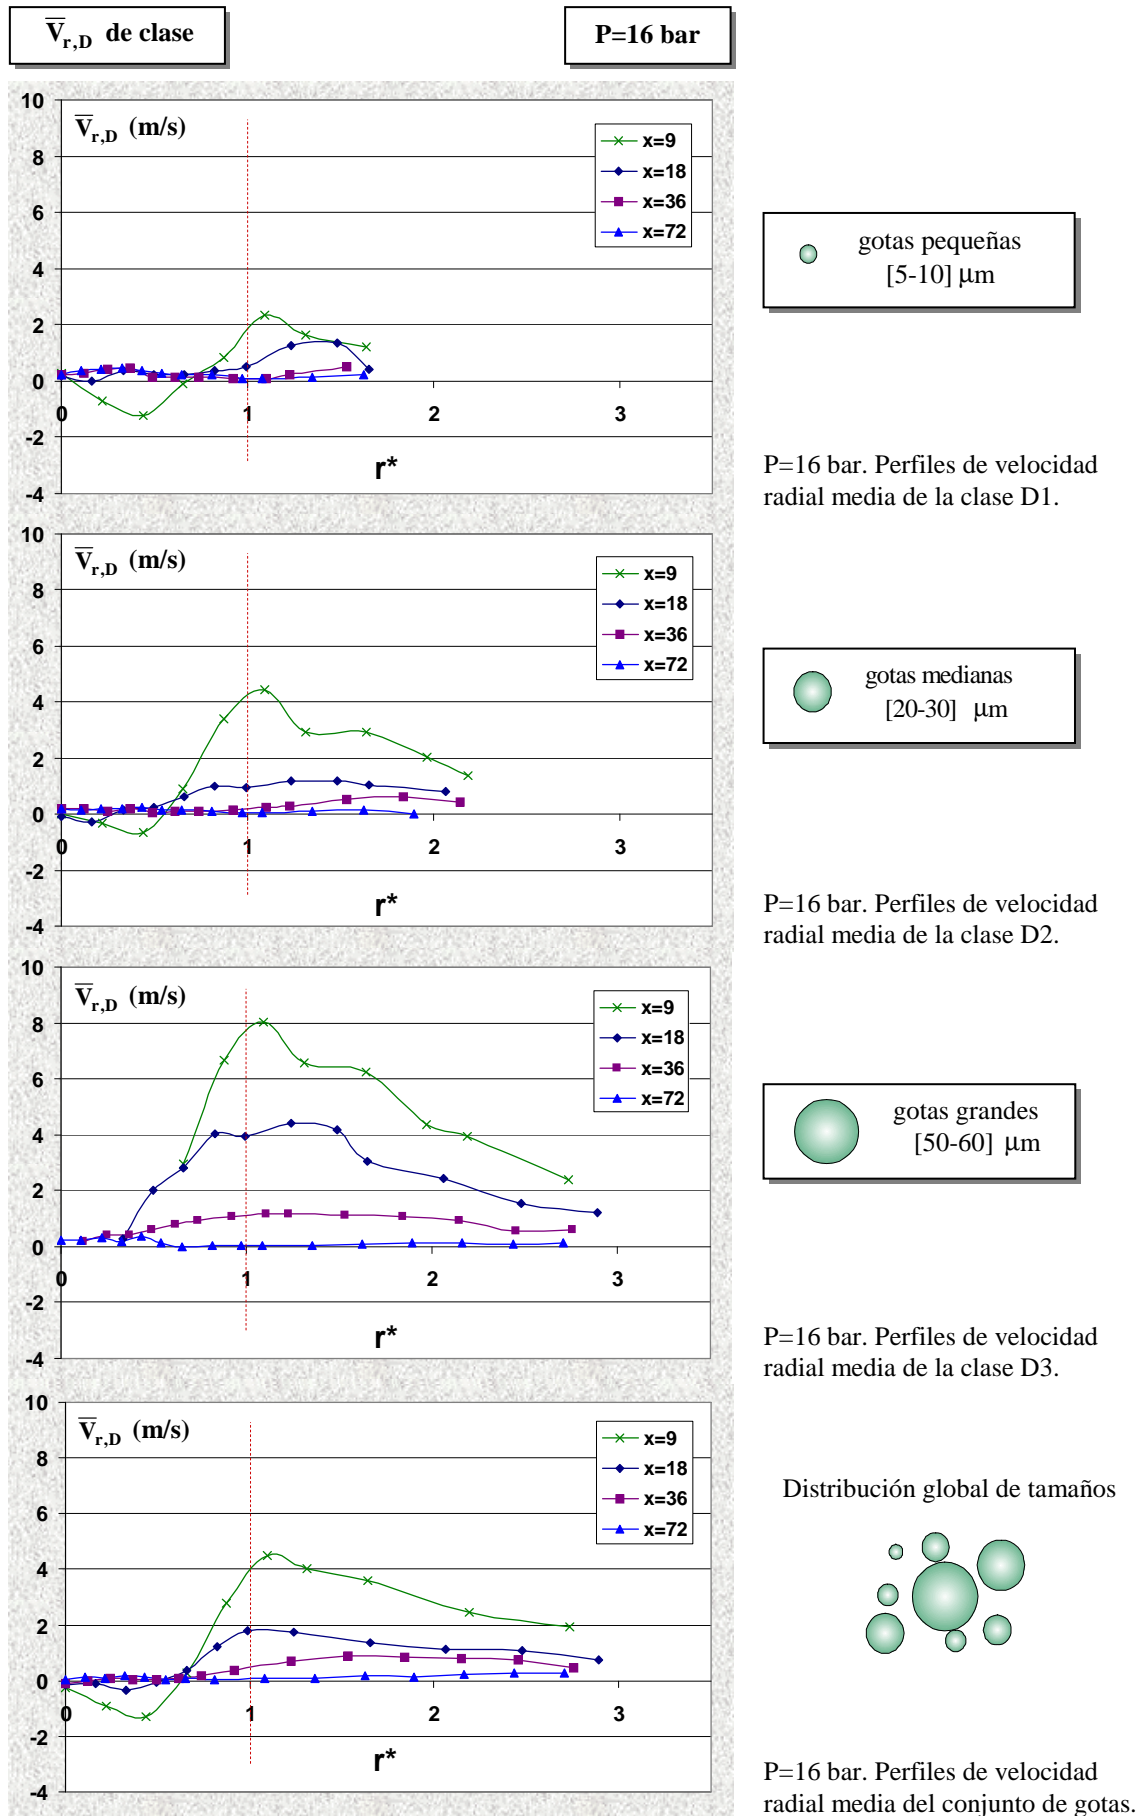 V̅r,D de clase
P=16 bar
V̅r,D (m/s)
10
8
6
4
2
0
-2
-4
0
1
2
3
r*
x=9
x=18
x=36
x=72
gotas pequeñas
[5-10] μm
P=16 bar. Perfiles de velocidad
radial media de la clase D1.
V̅r,D (m/s)
10
8
6
4
2
0
-2
-4
0
1
2
3
r*
x=9
x=18
x=36
x=72
gotas medianas
[20-30] μm
P=16 bar. Perfiles de velocidad
radial media de la clase D2.
V̅r,D (m/s)
10
8
6
4
2
0
-2
-4
0
1
2
3
r*
x=9
x=18
x=36
x=72
gotas grandes
[50-60] μm
P=16 bar. Perfiles de velocidad
radial media de la clase D3.
V̅r,D (m/s)
10
8
6
4
2
0
-2
-4
0
1
2
3
r*
x=9
x=18
x=36
x=72
Distribución global de tamaños
P=16 bar. Perfiles de velocidad
radial media del conjunto de gotas.